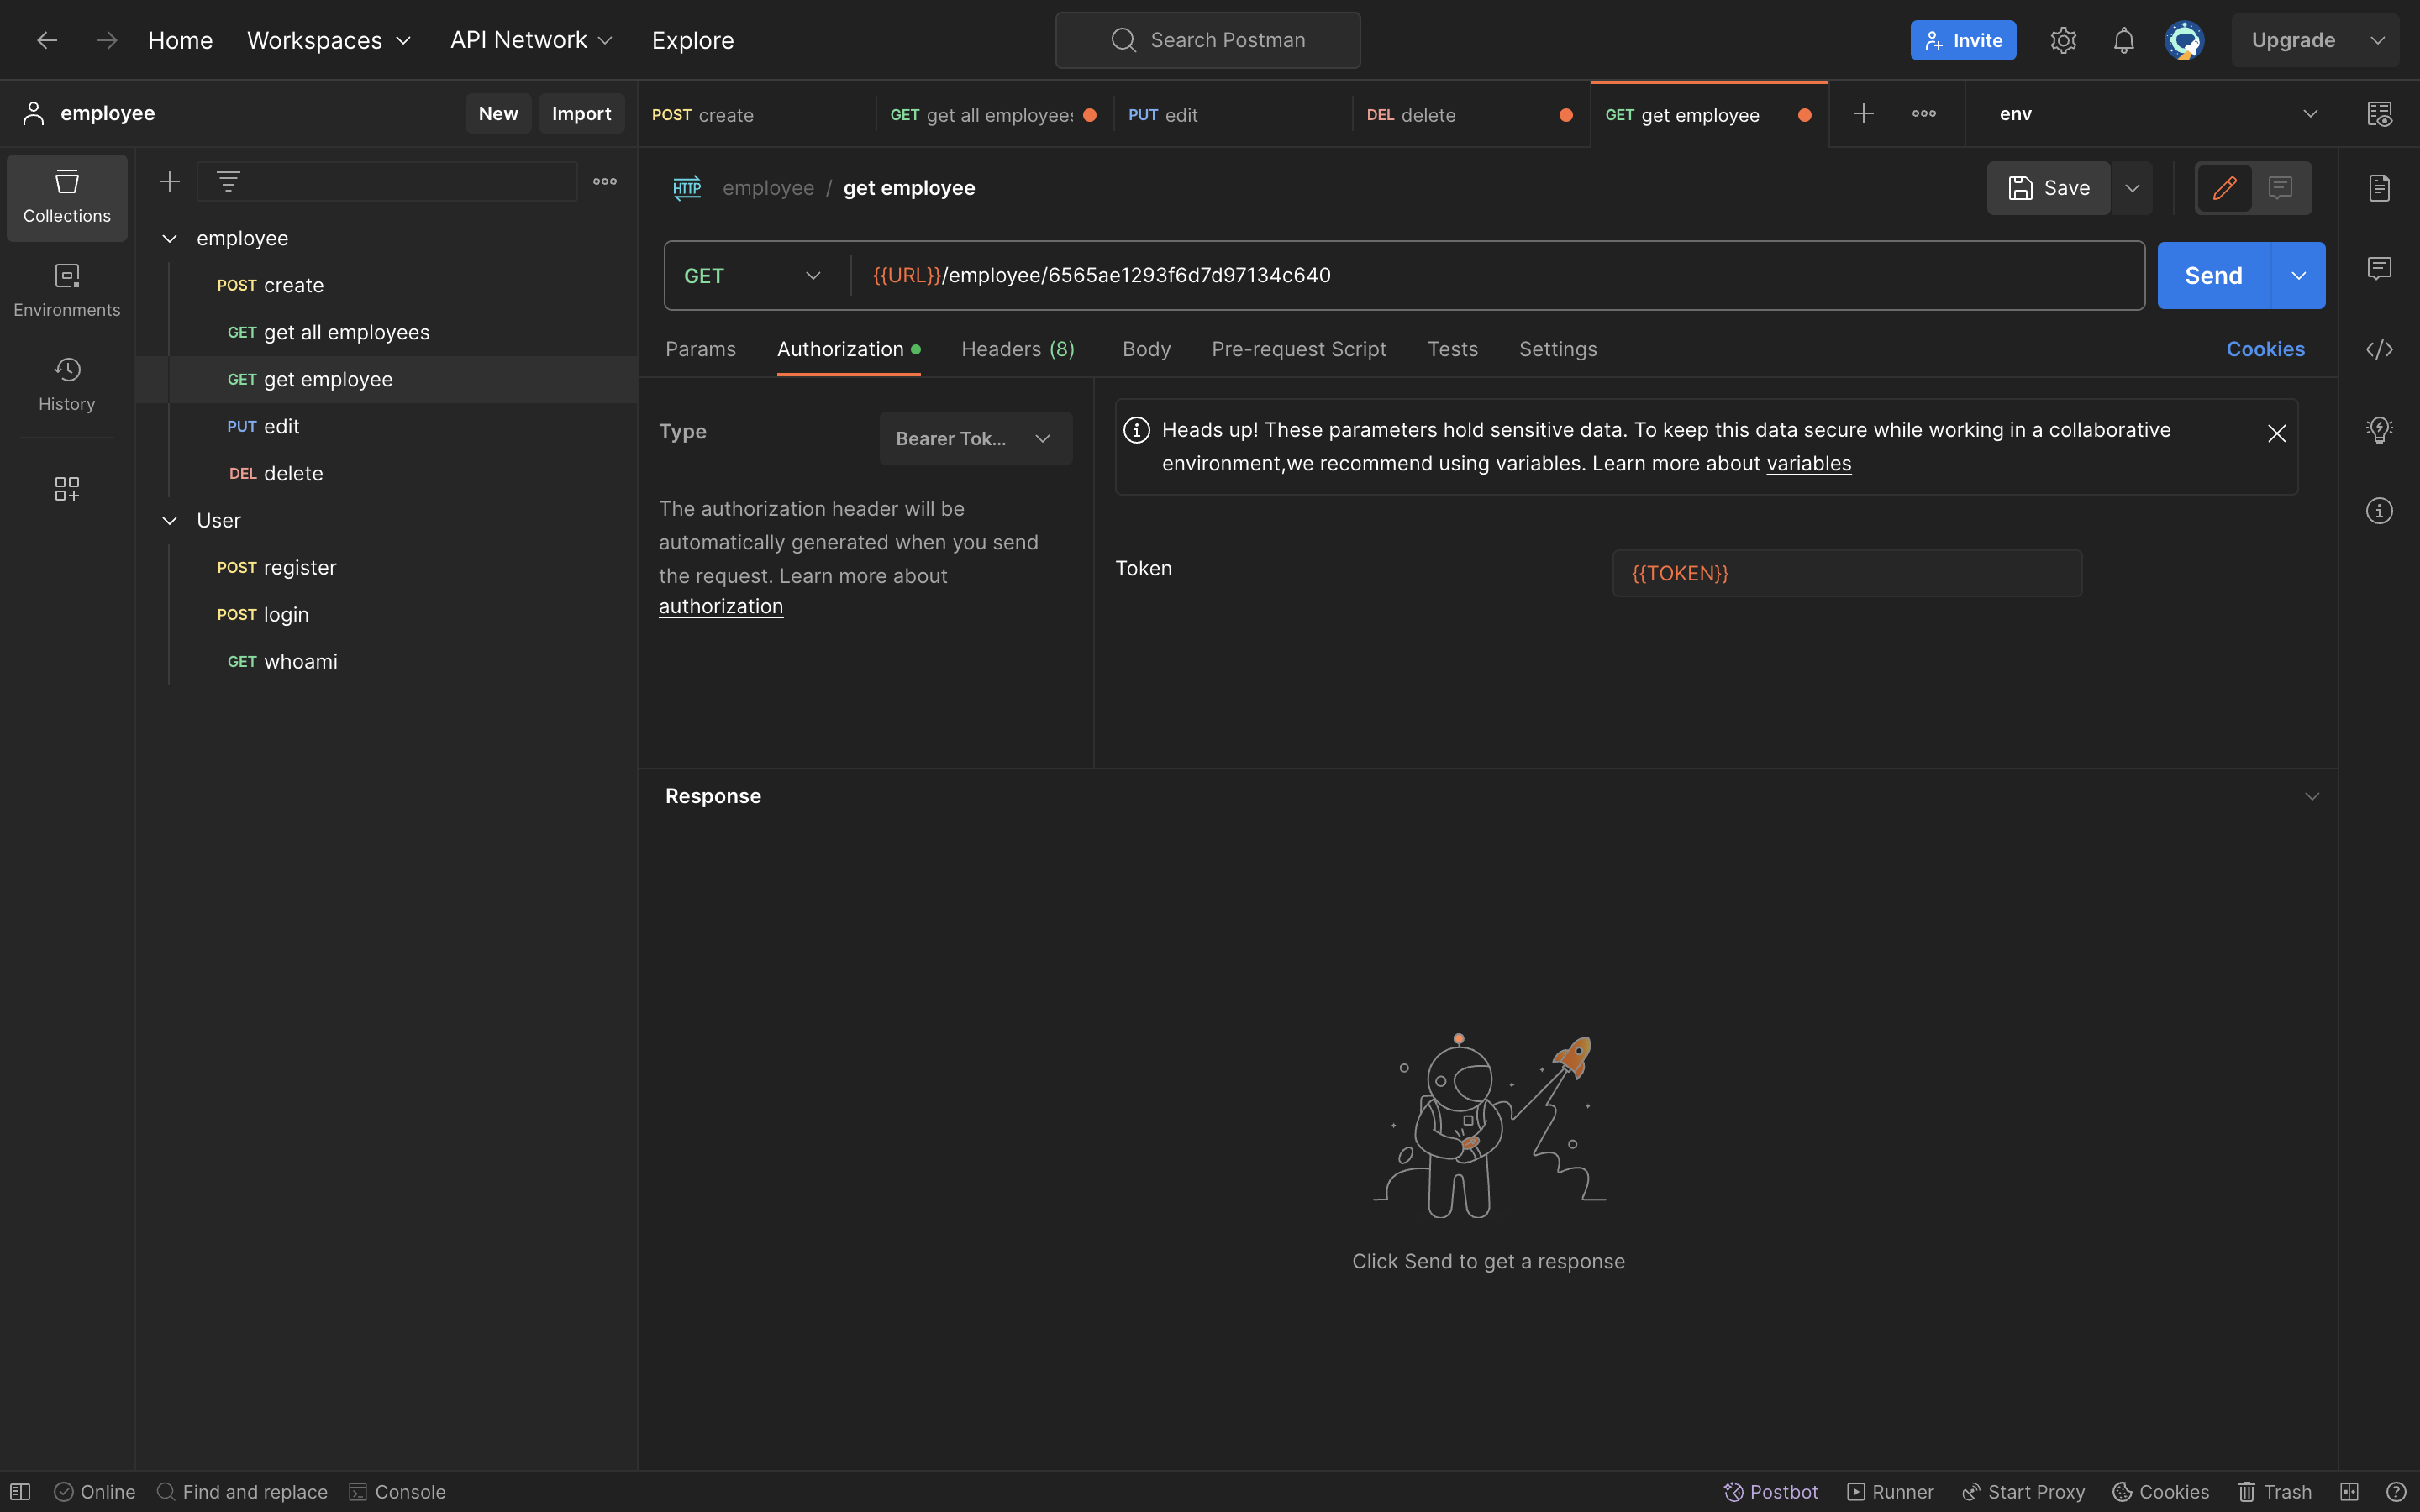 Home Workspaces API Network Explore Search Postman Invite Upgrade
employee New Import
POST create GET get all employees PUT edit DEL delete GET get employee env
Collections
Environments
History
employee
POST create
GET get all employees
GET get employee
PUT edit
DEL delete
User
POST register
POST login
GET whoami
HTTP employee / get employee Save
GET {{URL}}/employee/6565ae1293f6d7d97134c640 Send
Params Authorization Headers (8) Body Pre-request Script Tests Settings Cookies
Type Bearer Tok...
The authorization header will be
automatically generated when you send
the request. Learn more about
authorization
Heads up! These parameters hold sensitive data. To keep this data secure while working in a collaborative
environment,we recommend using variables. Learn more about variables
Token {{TOKEN}}
Response
Click Send to get a response
Online Find and replace Console Postbot Runner Start Proxy Cookies Trash